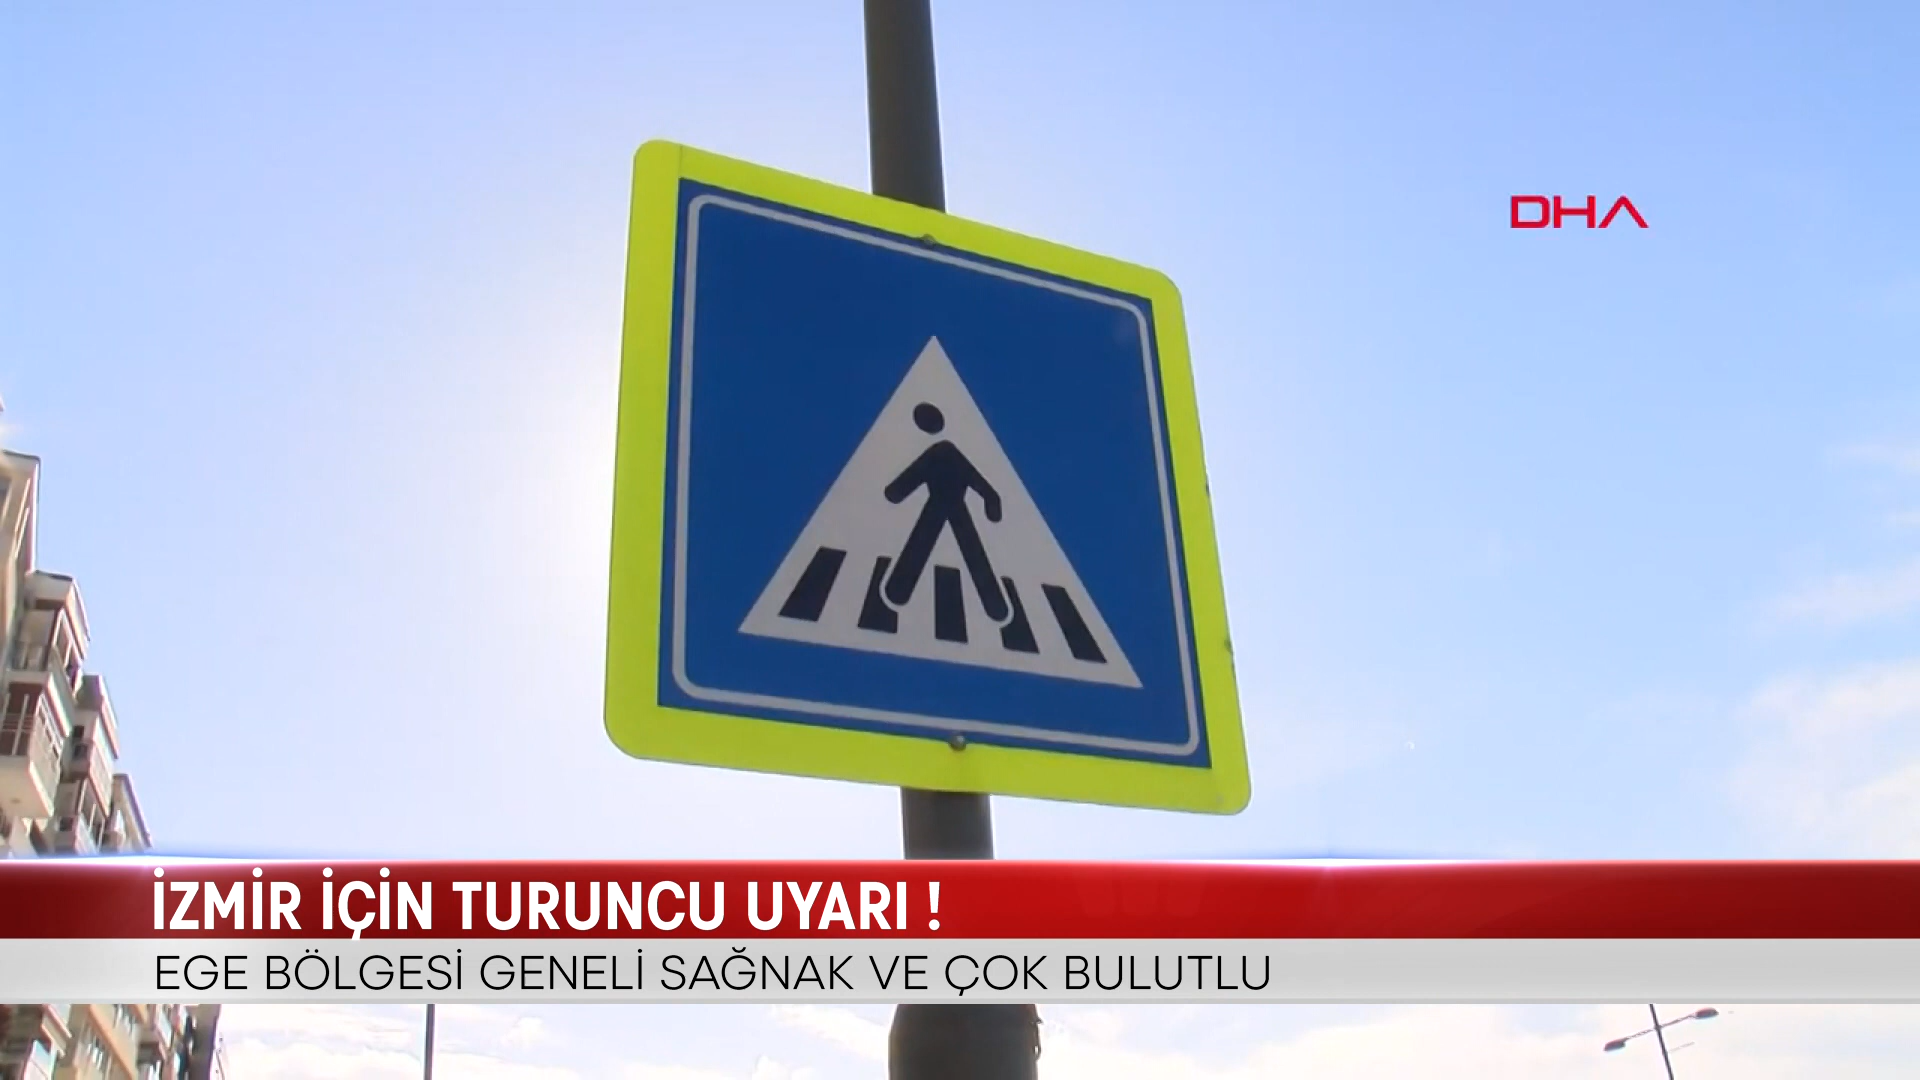 DHA
İZMİR İÇİN TURUNCU UYARI !
EGE BÖLGESİ GENELİ SAĞNAK VE ÇOK BULUTLU